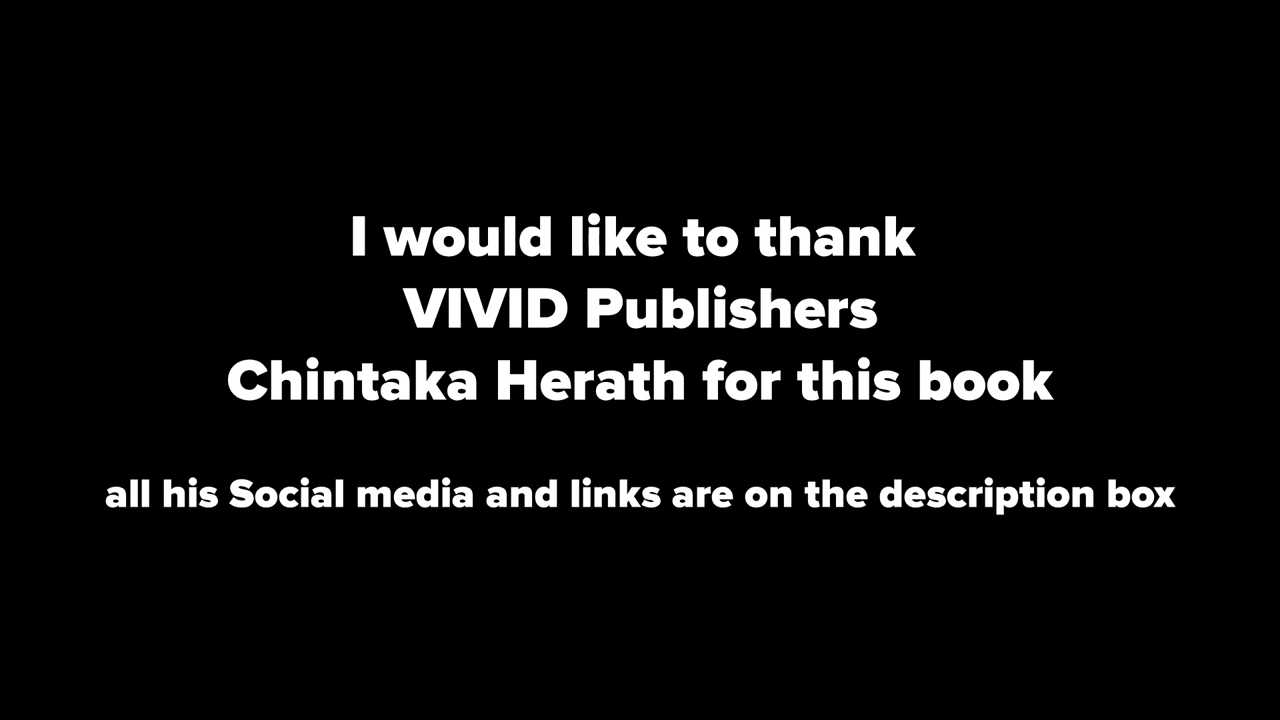 I would like to thank
VIVID Publishers
Chintaka Herath for this book
all his Social media and links are on the description box